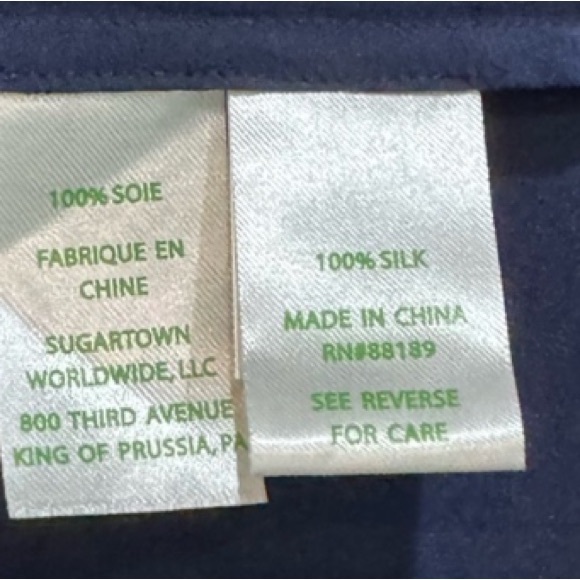 100% SOIE
FABRIQUE EN
CHINE
SUGARTOWN
WORLDWIDE, LLC
800 THIRD AVENUE
KING OF PRUSSIA, PA
100% SILK
MADE IN CHINA
RN#88189
SEE REVERSE
FOR CARE